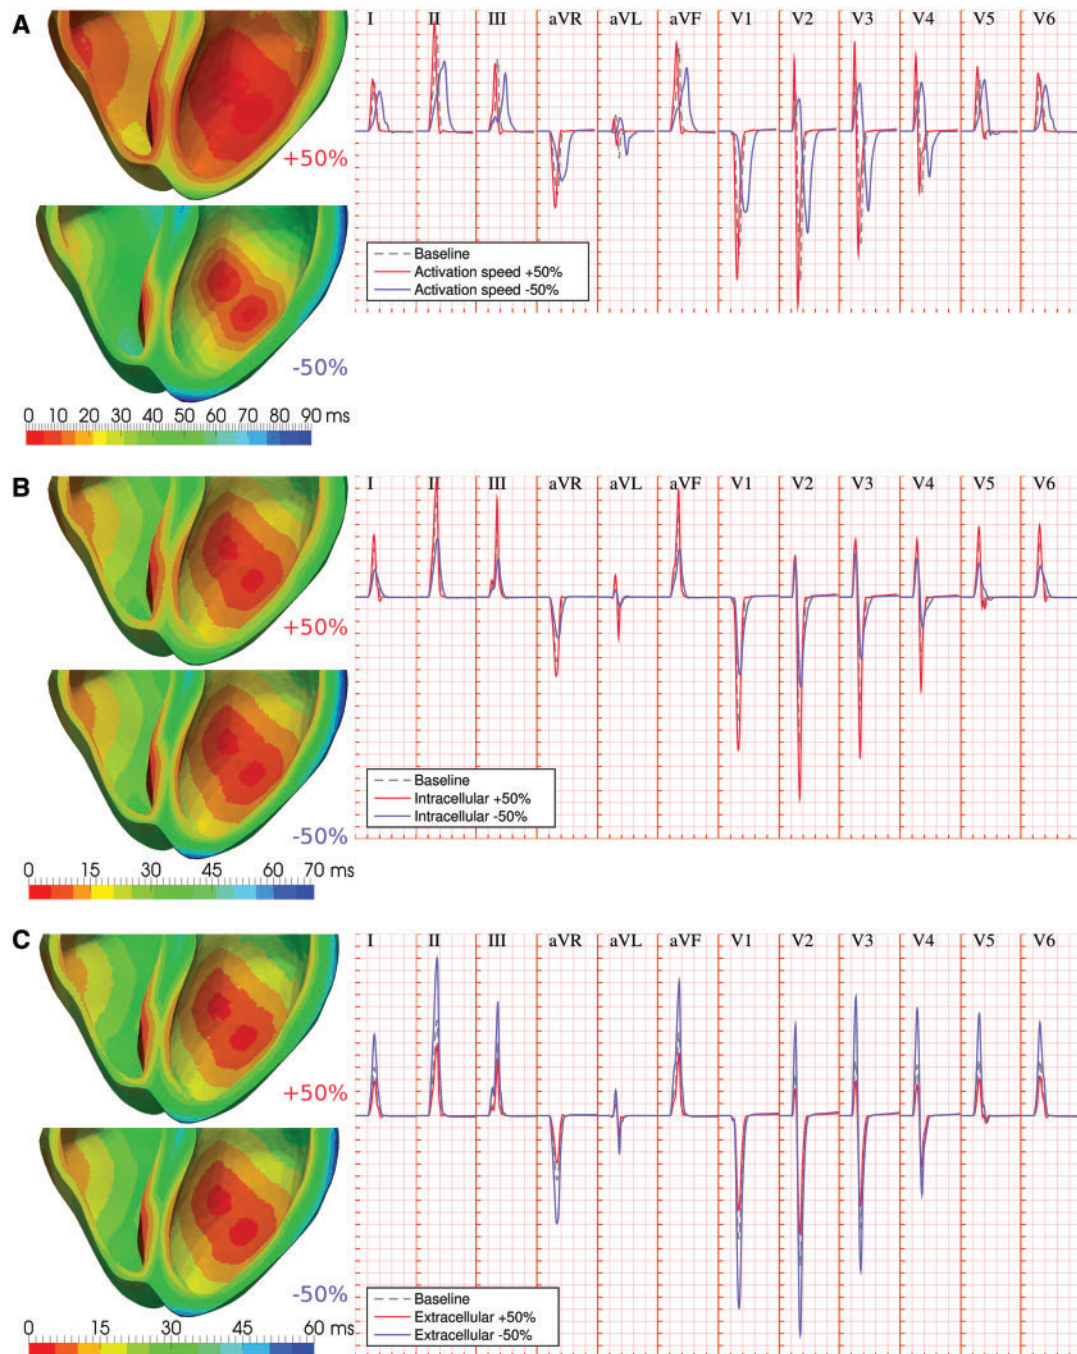 A
I II III aVR aVL aVF V1 V2 V3 V4 V5 V6
+50%
Baseline
Activation speed +50%
Activation speed -50%
-50%
0 10 20 30 40 50 60 70 80 90 ms
B
I II III aVR aVL aVF V1 V2 V3 V4 V5 V6
+50%
Baseline
Intracellular +50%
Intracellular -50%
-50%
0 15 30 45 60 70 ms
C
I II III aVR aVL aVF V1 V2 V3 V4 V5 V6
+50%
Baseline
Extracellular +50%
Extracellular -50%
-50%
0 15 30 45 60 ms